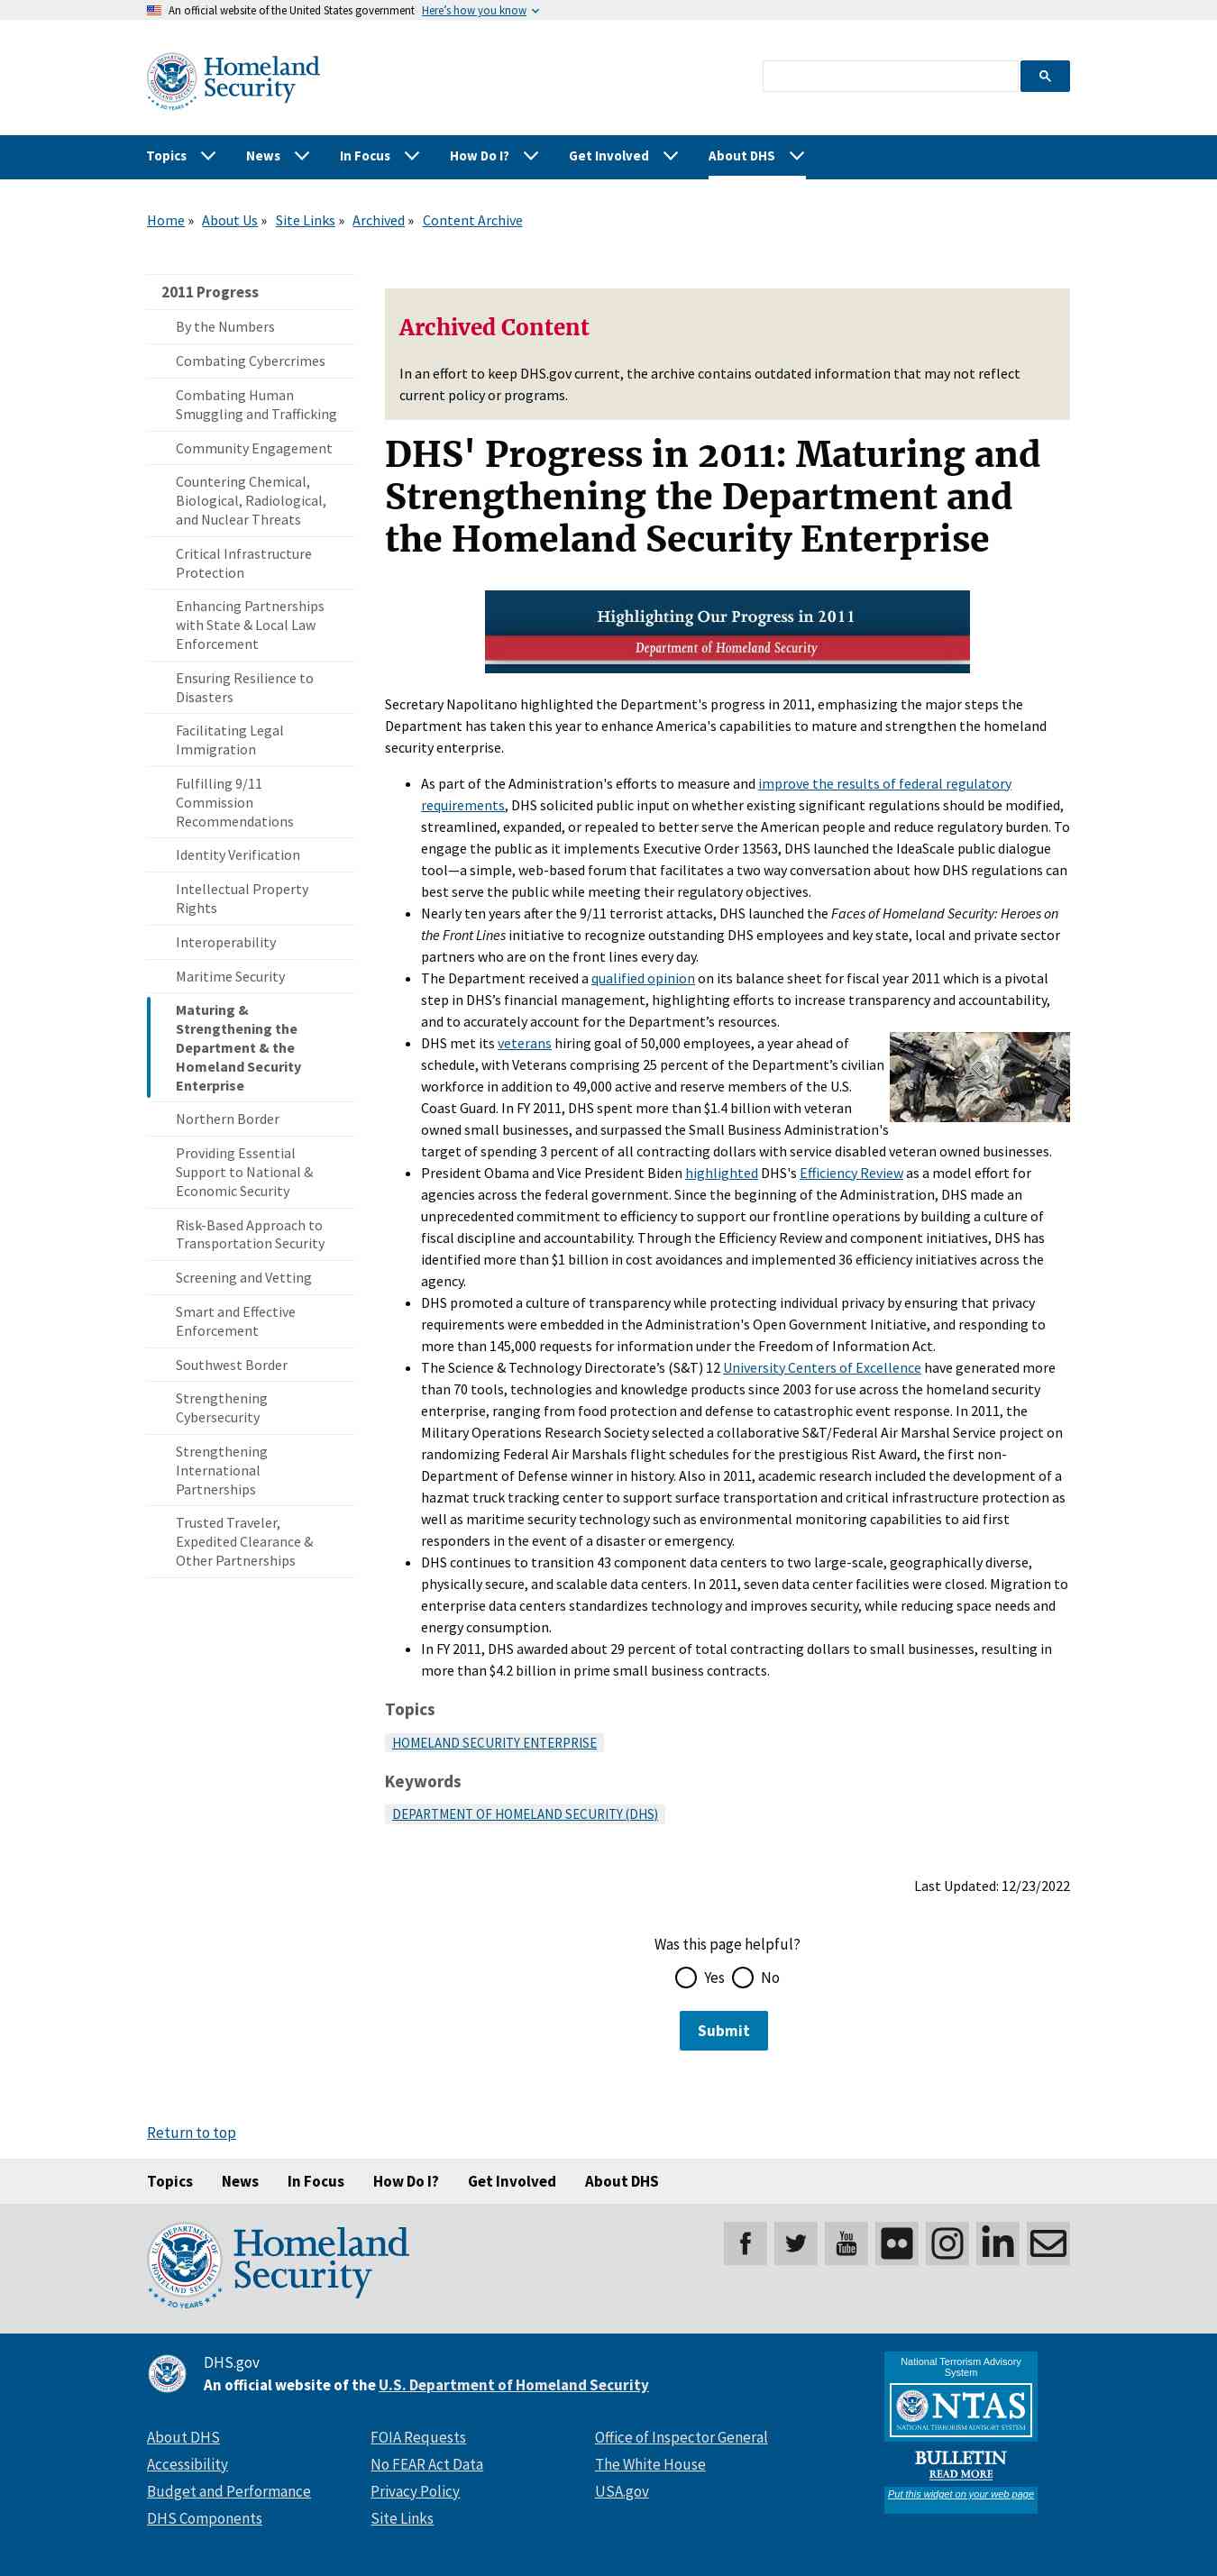 An official website of the United States government Here's how you know
Homeland
Security
Topics News In Focus How Do I? Get Involved About DHS
Home » About Us » Site Links » Archived » Content Archive
2011 Progress
By the Numbers
Combating Cybercrimes
Combating Human
Smuggling and Trafficking
Community Engagement
Countering Chemical,
Biological, Radiological,
and Nuclear Threats
Critical Infrastructure
Protection
Enhancing Partnerships
with State & Local Law
Enforcement
Ensuring Resilience to
Disasters
Facilitating Legal
Immigration
Fulfilling 9/11
Commission
Recommendations
Identity Verification
Intellectual Property
Rights
Interoperability
Maritime Security
Maturing &
Strengthening the
Department & the
Homeland Security
Enterprise
Northern Border
Providing Essential
Support to National &
Economic Security
Risk-Based Approach to
Transportation Security
Screening and Vetting
Smart and Effective
Enforcement
Southwest Border
Strengthening
Cybersecurity
Strengthening
International
Partnerships
Trusted Traveler,
Expedited Clearance &
Other Partnerships
Archived Content
In an effort to keep DHS.gov current, the archive contains outdated information that may not reflect
current policy or programs.
DHS' Progress in 2011: Maturing and
Strengthening the Department and
the Homeland Security Enterprise
Highlighting Our Progress in 2011
Department of Homeland Security
Secretary Napolitano highlighted the Department's progress in 2011, emphasizing the major steps the
Department has taken this year to enhance America's capabilities to mature and strengthen the homeland
security enterprise.
As part of the Administration's efforts to measure and improve the results of federal regulatory
requirements, DHS solicited public input on whether existing significant regulations should be modified,
streamlined, expanded, or repealed to better serve the American people and reduce regulatory burden. To
engage the public as it implements Executive Order 13563, DHS launched the IdeaScale public dialogue
tool—a simple, web-based forum that facilitates a two way conversation about how DHS regulations can
best serve the public while meeting their regulatory objectives.
Nearly ten years after the 9/11 terrorist attacks, DHS launched the Faces of Homeland Security: Heroes on
the Front Lines initiative to recognize outstanding DHS employees and key state, local and private sector
partners who are on the front lines every day.
The Department received a qualified opinion on its balance sheet for fiscal year 2011 which is a pivotal
step in DHS’s financial management, highlighting efforts to increase transparency and accountability,
and to accurately account for the Department’s resources.
DHS met its veterans hiring goal of 50,000 employees, a year ahead of
schedule, with Veterans comprising 25 percent of the Department’s civilian
workforce in addition to 49,000 active and reserve members of the U.S.
Coast Guard. In FY 2011, DHS spent more than $1.4 billion with veteran
owned small businesses, and surpassed the Small Business Administration's
target of spending 3 percent of all contracting dollars with service disabled veteran owned businesses.
President Obama and Vice President Biden highlighted DHS's Efficiency Review as a model effort for
agencies across the federal government. Since the beginning of the Administration, DHS made an
unprecedented commitment to efficiency to support our frontline operations by building a culture of
fiscal discipline and accountability. Through the Efficiency Review and component initiatives, DHS has
identified more than $1 billion in cost avoidances and implemented 36 efficiency initiatives across the
agency.
DHS promoted a culture of transparency while protecting individual privacy by ensuring that privacy
requirements were embedded in the Administration's Open Government Initiative, and responding to
more than 145,000 requests for information under the Freedom of Information Act.
The Science & Technology Directorate’s (S&T) 12 University Centers of Excellence have generated more
than 70 tools, technologies and knowledge products since 2003 for use across the homeland security
enterprise, ranging from food protection and defense to catastrophic event response. In 2011, the
Military Operations Research Society selected a collaborative S&T/Federal Air Marshal Service project on
randomizing Federal Air Marshals flight schedules for the prestigious Rist Award, the first non-
Department of Defense winner in history. Also in 2011, academic research included the development of a
hazmat truck tracking center to support surface transportation and critical infrastructure protection as
well as maritime security technology such as environmental monitoring capabilities to aid first
responders in the event of a disaster or emergency.
DHS continues to transition 43 component data centers to two large-scale, geographically diverse,
physically secure, and scalable data centers. In 2011, seven data center facilities were closed. Migration to
enterprise data centers standardizes technology and improves security, while reducing space needs and
energy consumption.
In FY 2011, DHS awarded about 29 percent of total contracting dollars to small businesses, resulting in
more than $4.2 billion in prime small business contracts.
Topics
HOMELAND SECURITY ENTERPRISE
Keywords
DEPARTMENT OF HOMELAND SECURITY (DHS)
Last Updated: 12/23/2022
Was this page helpful?
Yes No
Submit
Return to top
Topics News In Focus How Do I? Get Involved About DHS
U.S. DEPARTMENT OF
HOMELAND SECURITY
20 YEARS
Homeland
Security
You
Tube
DHS.gov
An official website of the U.S. Department of Homeland Security
About DHS
Accessibility
Budget and Performance
DHS Components
FOIA Requests
No FEAR Act Data
Privacy Policy
Site Links
Office of Inspector General
The White House
USA.gov
National Terrorism Advisory
System
NTAS
NATIONAL TERRORISM ADVISORY SYSTEM
BULLETIN
READ MORE
Put this widget on your web page